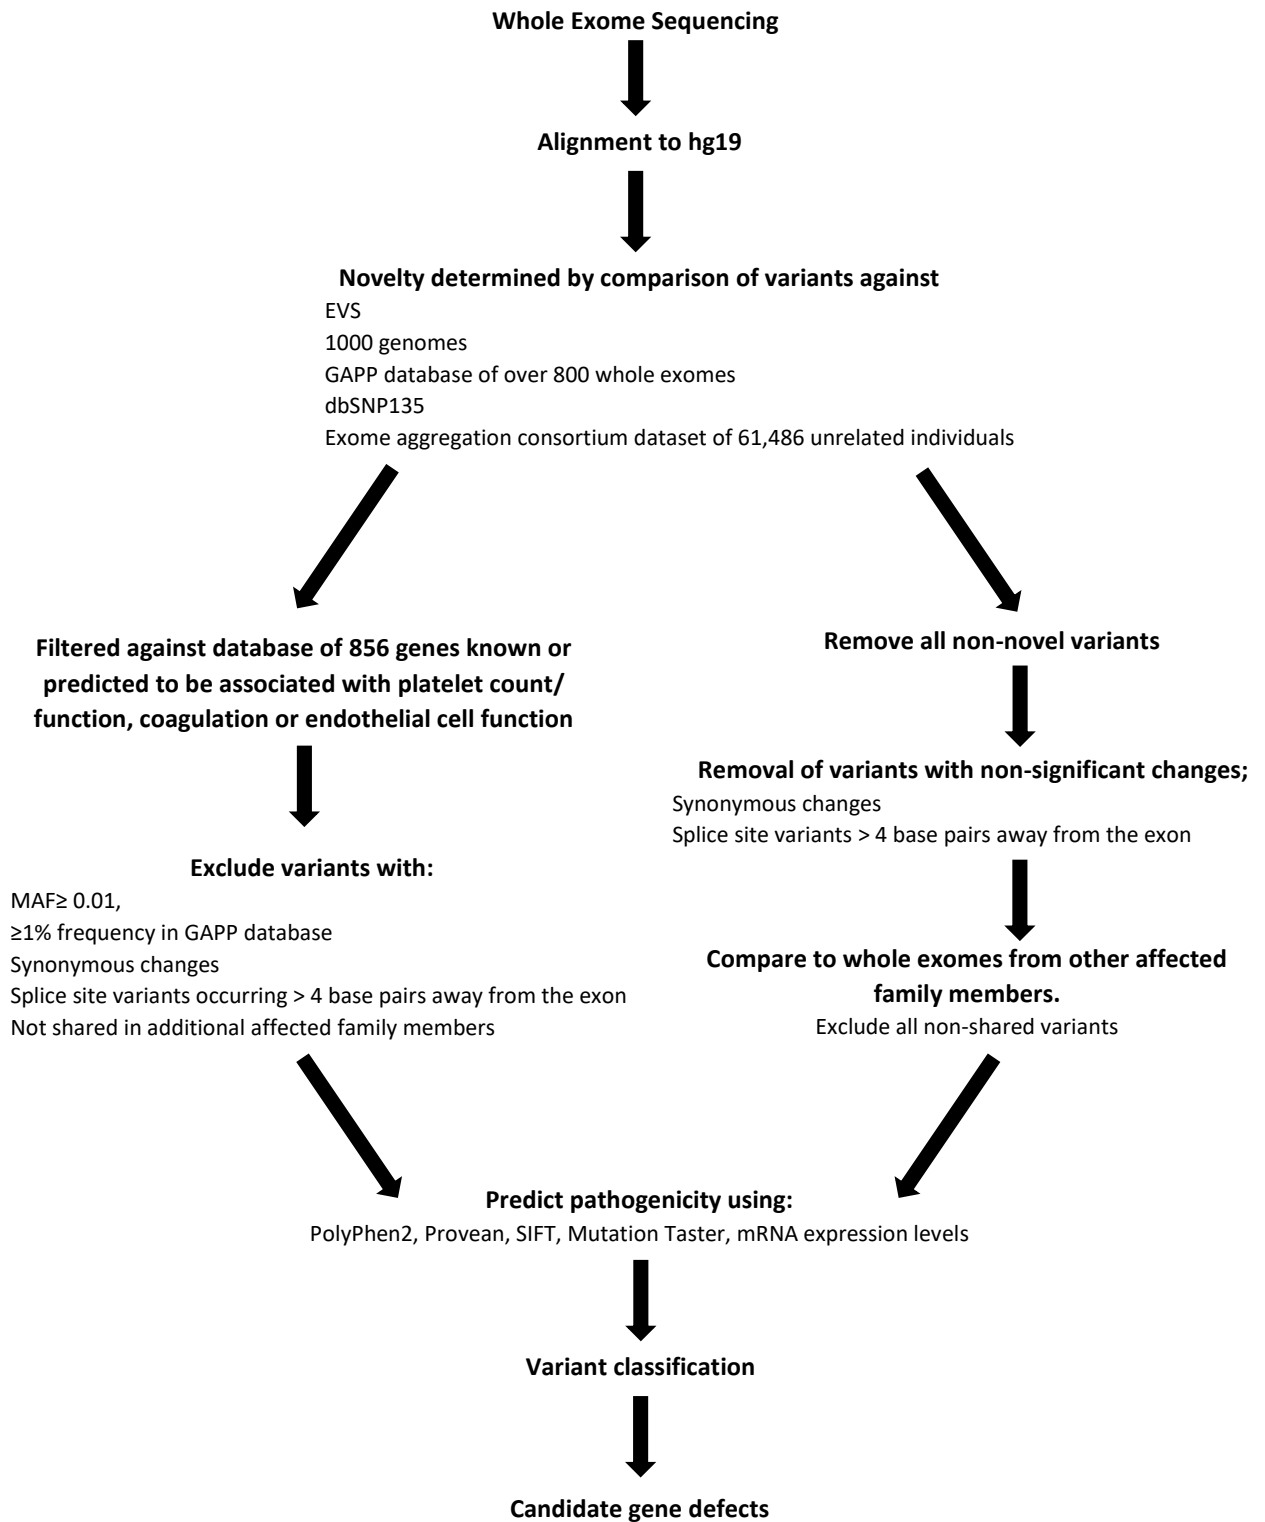 Whole Exome Sequencing
Alignment to hg19
Novelty determined by comparison of variants against
EVS
1000 genomes
GAPP database of over 800 whole exomes
dbSNP135
Exome aggregation consortium dataset of 61,486 unrelated individuals
Filtered against database of 856 genes known or
predicted to be associated with platelet count/
function, coagulation or endothelial cell function
Exclude variants with:
MAF≥ 0.01,
≥1% frequency in GAPP database
Synonymous changes
Splice site variants occurring > 4 base pairs away from the exon
Not shared in additional affected family members
Remove all non-novel variants
Removal of variants with non-significant changes;
Synonymous changes
Splice site variants > 4 base pairs away from the exon
Compare to whole exomes from other affected
family members.
Exclude all non-shared variants
Predict pathogenicity using:
PolyPhen2, Provean, SIFT, Mutation Taster, mRNA expression levels
Variant classification
Candidate gene defects